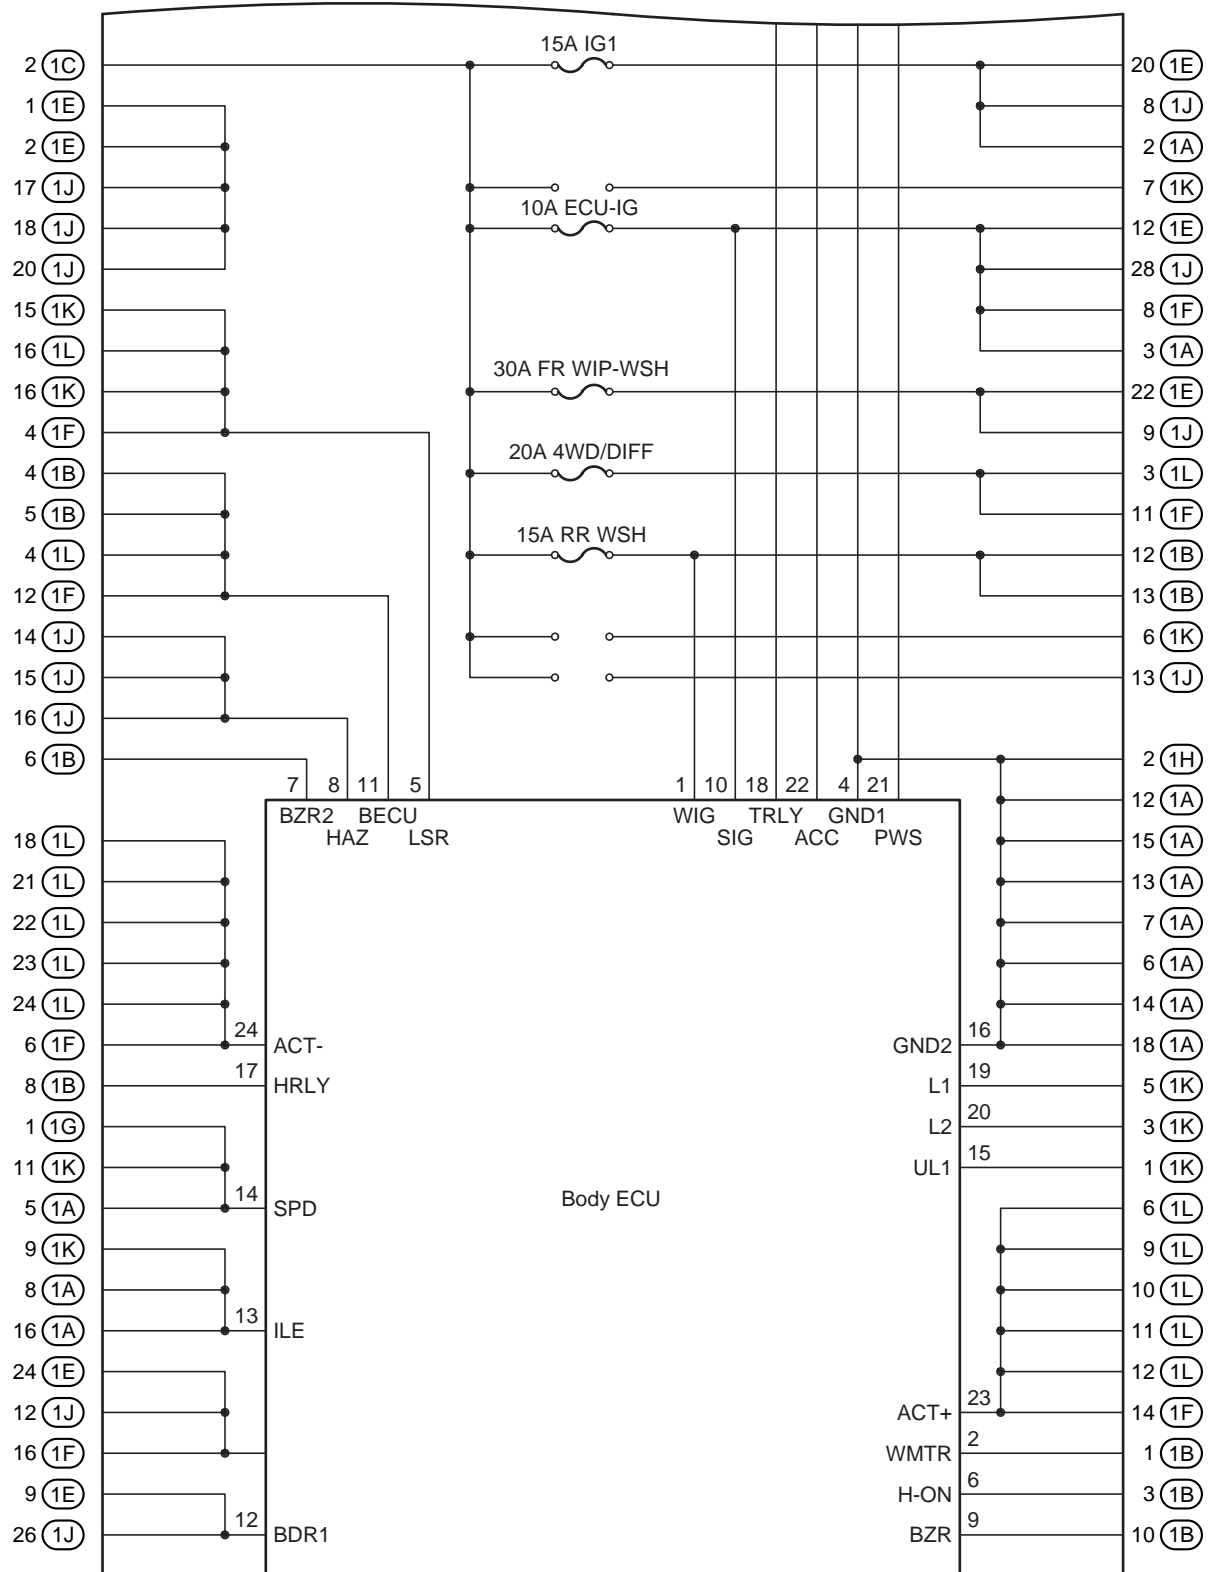 15A IG1
2 1C
20 1E
1 1E
8 1J
2 1E
2 1A
17 1J
7 1K
10A ECU-IG
18 1J
12 1E
20 1J
28 1J
15 1K
8 1F
16 1L
3 1A
30A FR WIP-WSH
16 1K
22 1E
4 1F
9 1J
20A 4WD/DIFF
4 1B
3 1L
5 1B
11 1F
15A RR WSH
4 1L
12 1B
12 1F
13 1B
14 1J
6 1K
15 1J
13 1J
16 1J
6 1B
2 1H
7 8 11 5 1 10 18 22 4 21
12 1A
BZR2 BECU WIG TRLY GND1
HAZ LSR SIG ACC PWS
18 1L
15 1A
21 1L
13 1A
22 1L
7 1A
23 1L
6 1A
24 1L
14 1A
6 1F 24 ACT-
GND2 16 18 1A
8 1B 17 HRLY
L1 19 5 1K
1 1G
L2 20 3 1K
11 1K
UL1 15 1 1K
5 1A 14 SPD
Body ECU
6 1L
9 1K
9 1L
8 1A
10 1L
16 1A 13 ILE
11 1L
24 1E
12 1L
12 1J
ACT+ 23 14 1F
16 1F
WMTR 2 1 1B
9 1E
H-ON 6 3 1B
26 1J 12 BDR1
BZR 9 10 1B